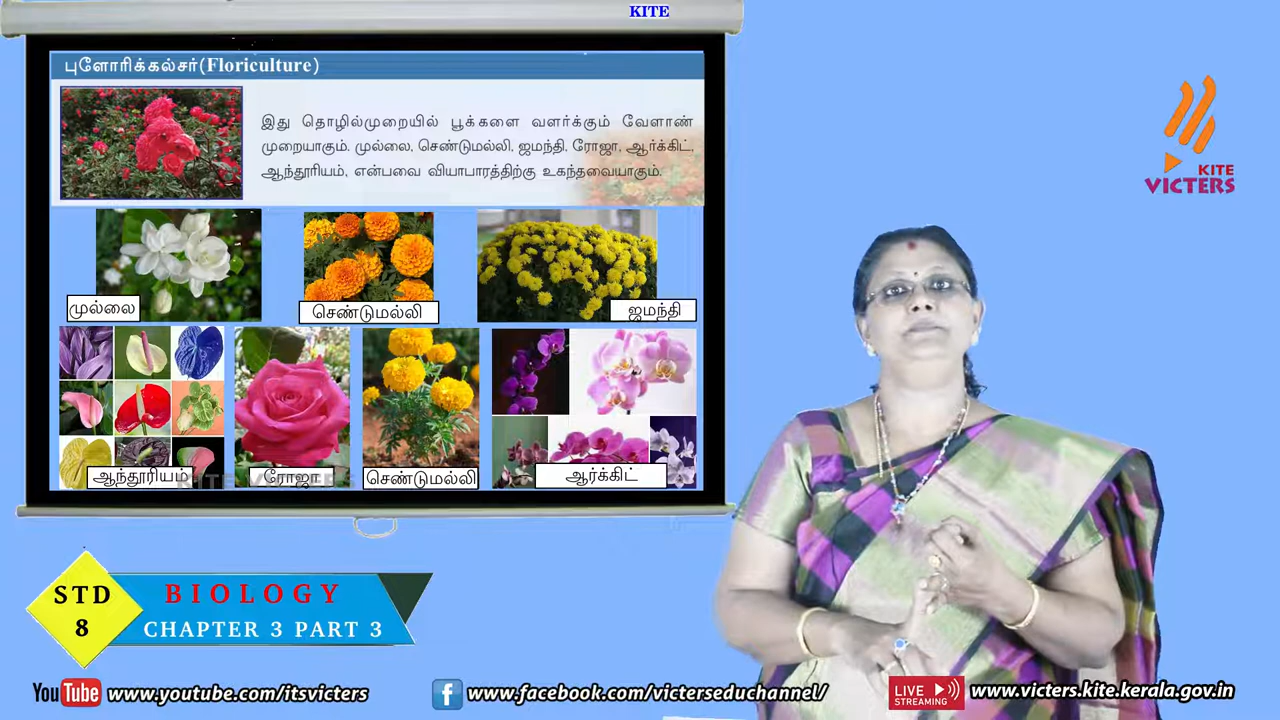 KITE
புளோரிக்கல்சர்(Floriculture)
இது தொழில்முறையில் பூக்களை வளர்க்கும் வேளாண்
முறையாகும். முல்லை, செண்டுமல்லி, ஜமந்தி, ரோஜா, ஆர்க்கிட்,
ஆந்தூரியம், என்பவை வியாபாரத்திற்கு உகந்தவையாகும்.
முல்லை
செண்டுமல்லி
ஜமந்தி
ஆந்தூரியம்
ரோஜா
செண்டுமல்லி
ஆர்க்கிட்
KITE VICTERS
KITE
VICTERS
STD
8
BIOLOGY
CHAPTER 3 PART 3
YouTube www.youtube.com/itsvicters
f www.facebook.com/victerseduchannel/
LIVE
STREAMING
www.victers.kite.kerala.gov.in